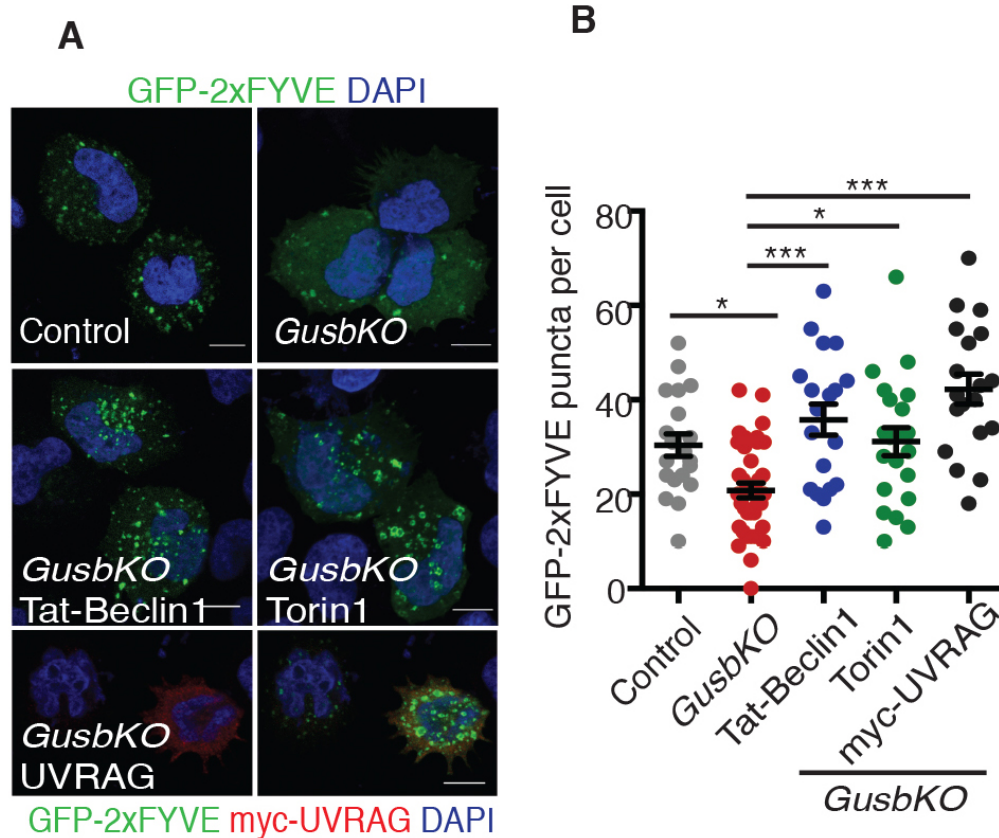 A
GFP-2xFYVE DAPI
Control
GusbKO
GusbKO
Tat-Beclin1
GusbKO
Torin1
GusbKO
UVRAG
GFP-2xFYVE myc-UVRAG DAPI
B
GFP-2xFYVE puncta per cell
80
60
40
20
0
***
*
***
*
Control
GusbKO
Tat-Beclin1
Torin1
myc-UVRAG
GusbKO